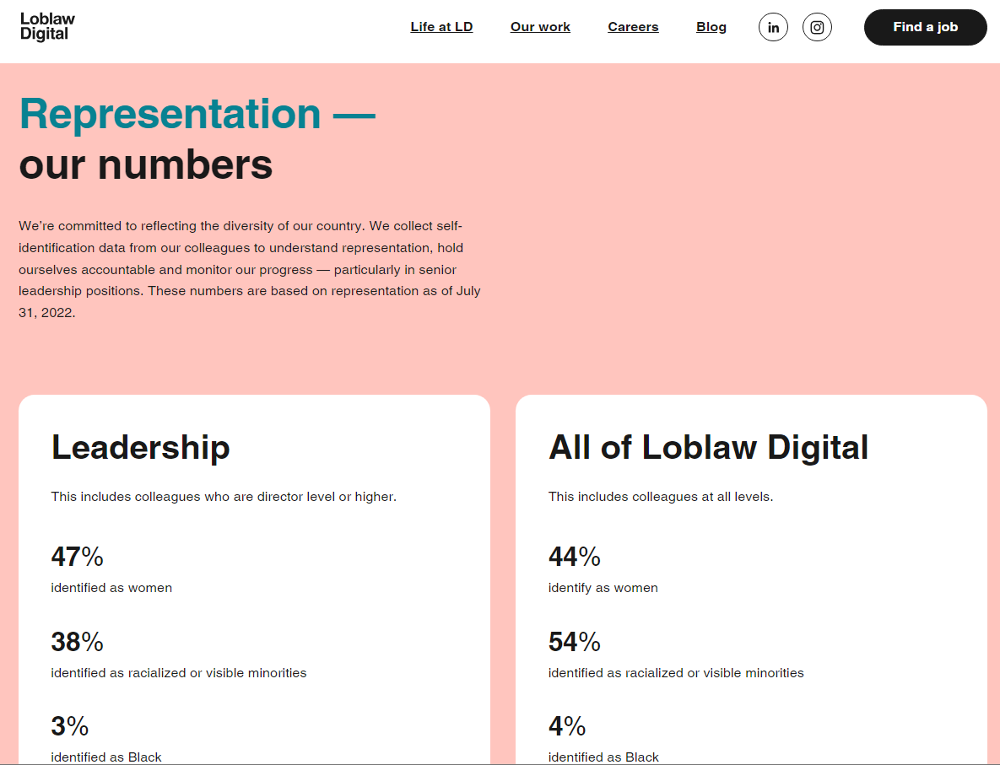 Loblaw
Digital
Life at LD
Our work
Careers
Blog
in
Find a job
Representation —
our numbers
We’re committed to reflecting the diversity of our country. We collect self-
identification data from our colleagues to understand representation, hold
ourselves accountable and monitor our progress — particularly in senior
leadership positions. These numbers are based on representation as of July
31, 2022.
Leadership
This includes colleagues who are director level or higher.
47%
identified as women
38%
identified as racialized or visible minorities
3%
identified as Black
All of Loblaw Digital
This includes colleagues at all levels.
44%
identify as women
54%
identified as racialized or visible minorities
4%
identified as Black